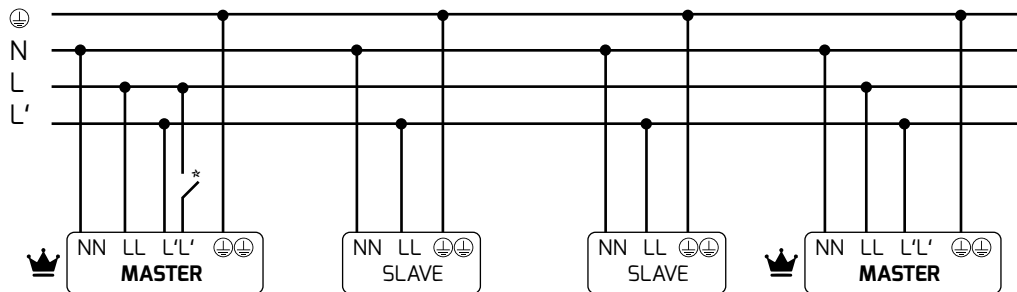 N
L
L‘
*
NN LL L‘L‘
MASTER
NN LL
SLAVE
NN LL
SLAVE
NN LL L‘L‘
MASTER